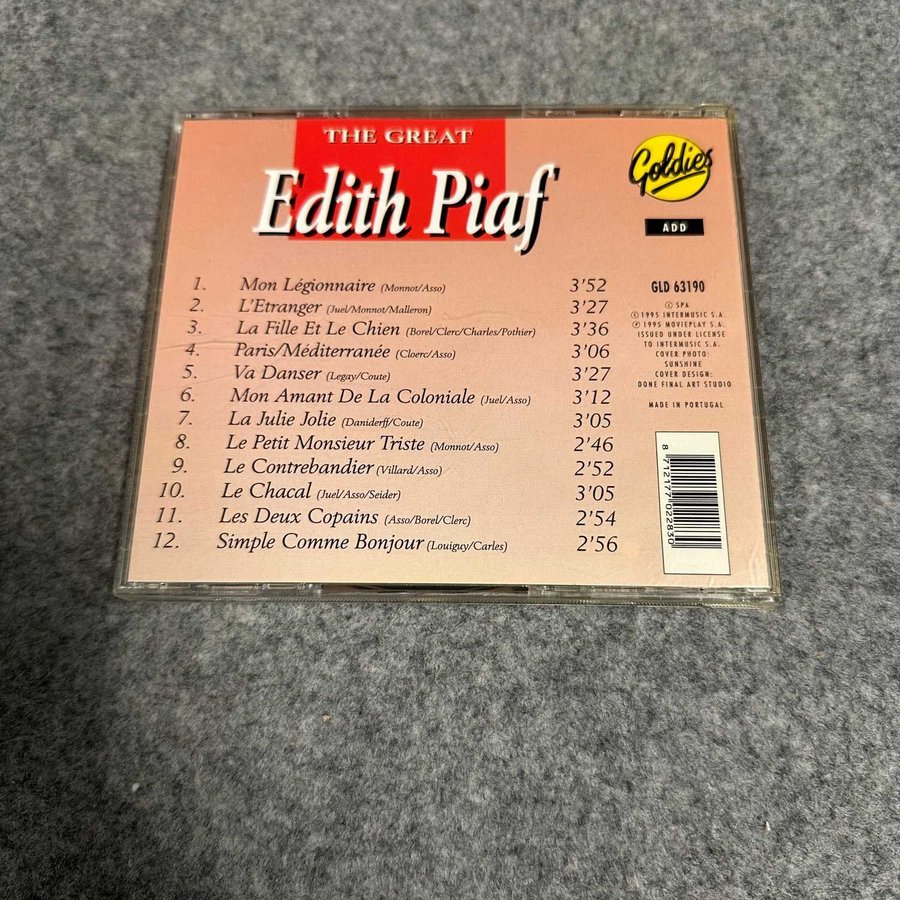 THE GREAT
Edith Piaf
Goldies
ADD
1. Mon Légionnaire (Monnot/Asso) 3'52
2. L'Etranger (Juel/Monnot/Malleron) 3'27
3. La Fille Et Le Chien (Borel/Clerc/Charles/Pothier) 3'36
4. Paris/Méditerranée (Cloerc/Asso) 3'06
5. Va Danser (Legay/Coute) 3'27
6. Mon Amant De La Coloniale (Juel/Asso) 3'12
7. La Julie Jolie (Daniderff/Coute) 3'05
8. Le Petit Monsieur Triste (Monnot/Asso) 2'46
9. Le Contrebandier (Villard/Asso) 2'52
10. Le Chacal (Juel/Asso/Seider) 3'05
11. Les Deux Copains (Asso/Borel/Clerc) 2'54
12. Simple Comme Bonjour (Louiguy/Carles) 2'56
GLD 63190
© SPA
© 1995 INTERMUSIC S.A.
℗ 1995 MOVIEPLAY S.A.
ISSUED UNDER LICENSE
TO INTERMUSIC S.A.
COVER PHOTO:
SUNSHINE
COVER DESIGN:
DONE FINAL ART STUDIO
MADE IN PORTUGAL
8 712177 022830